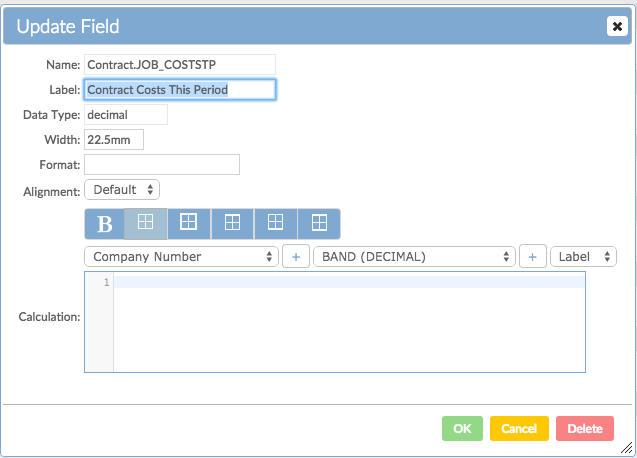 Update Field
Name: Contract.JOB_COSTSTP
Label: Contract Costs This Period
Data Type: decimal
Width: 22.5mm
Format:
Alignment: Default
B
Company Number + BAND (DECIMAL) + Label
1
Calculation:
OK Cancel Delete